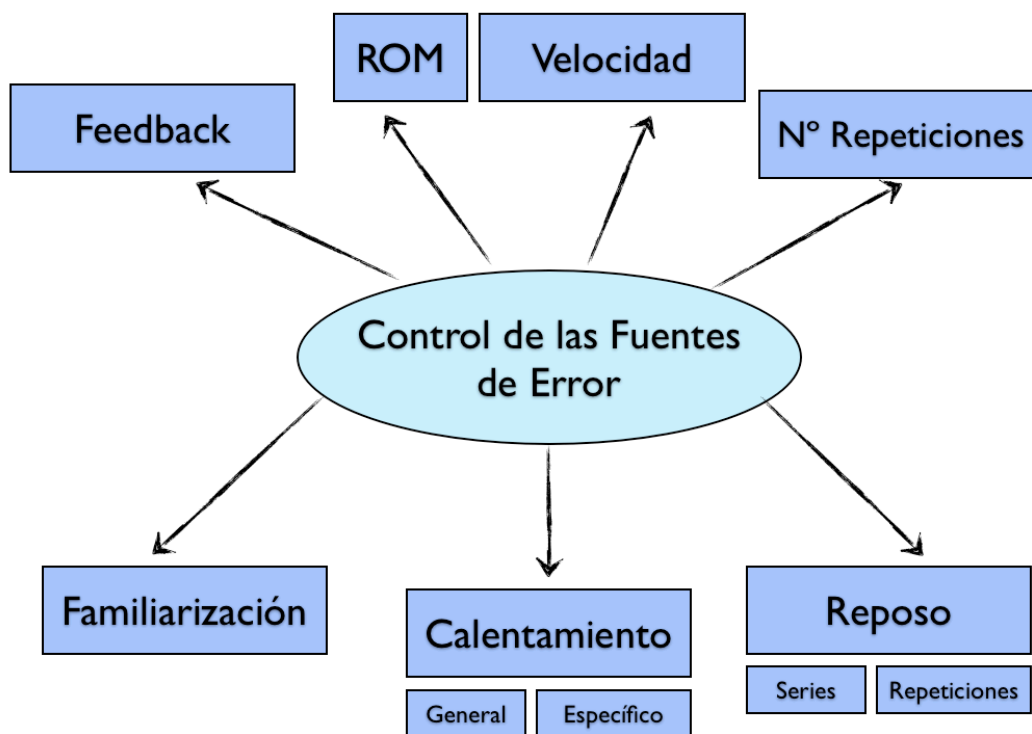 ROM
Velocidad
Feedback
Nº Repeticiones
Control de las Fuentes
de Error
Familiarización
Calentamiento
Reposo
General
Específico
Series
Repeticiones